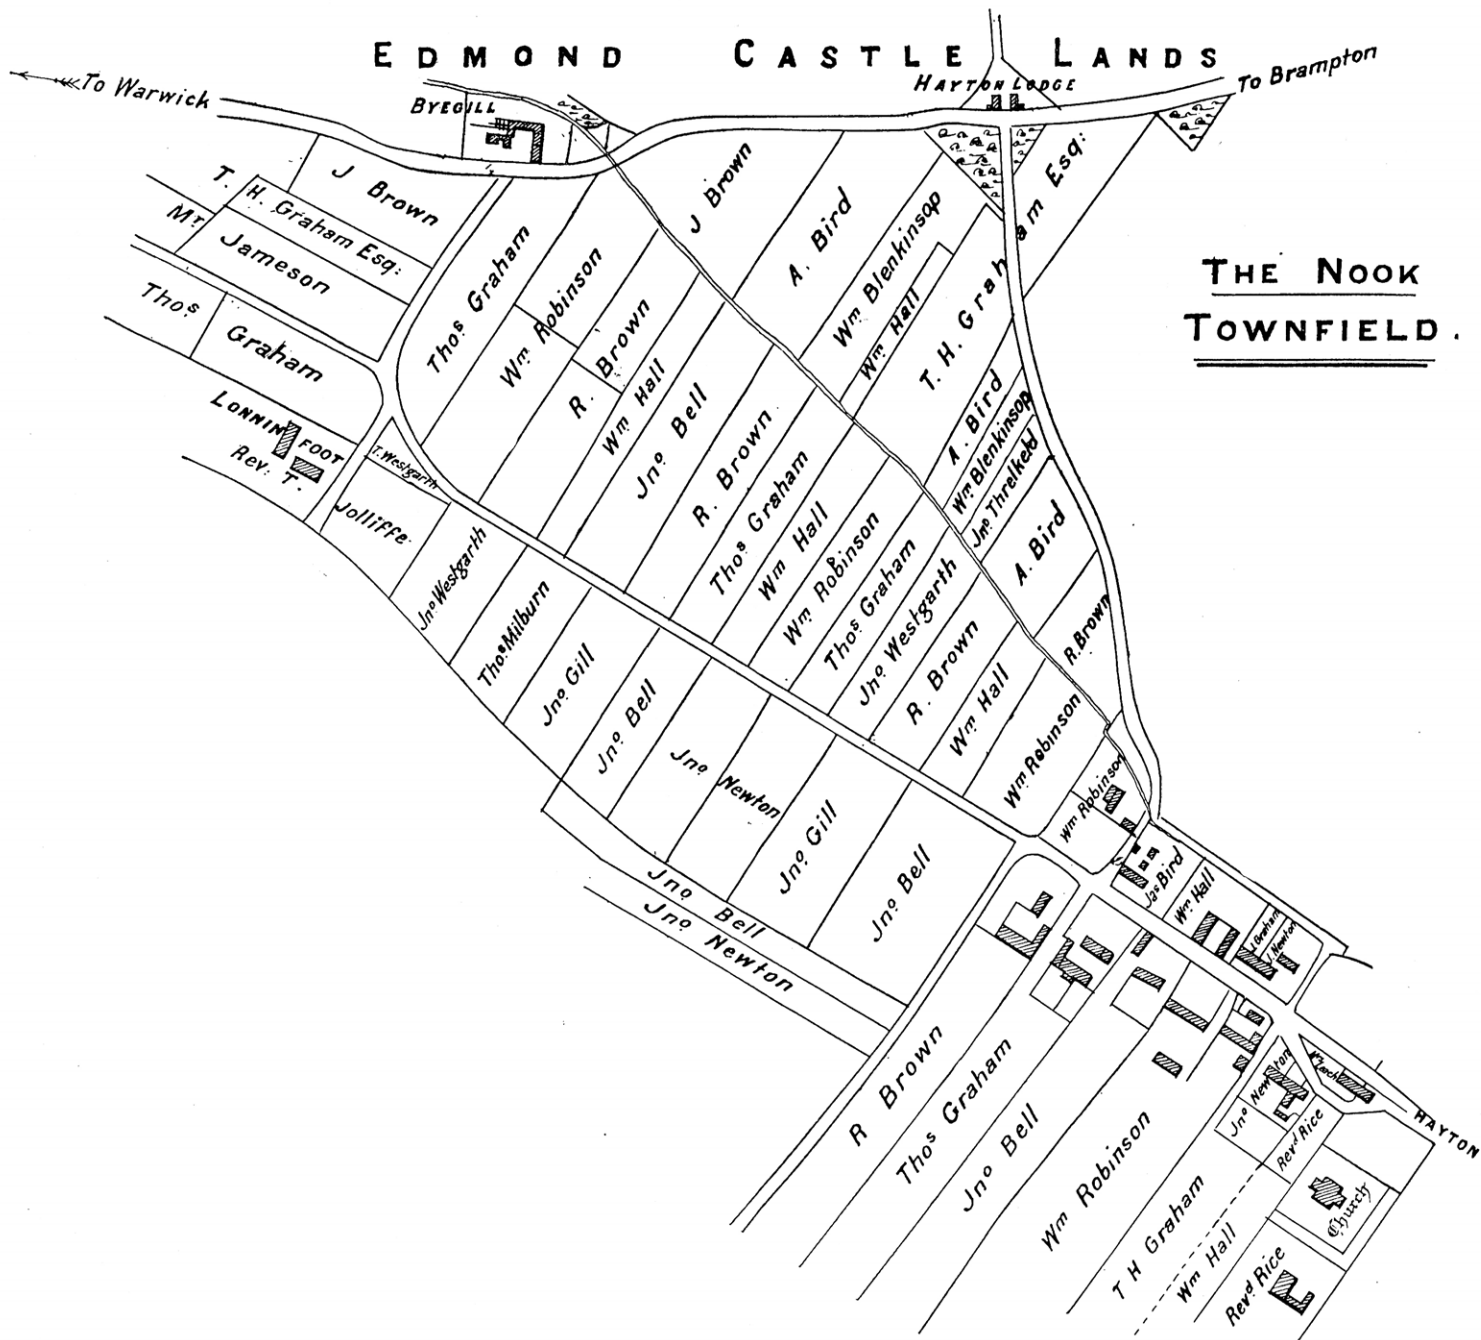 EDMOND CASTLE LANDS
To Warwick
BYEGILL
HAYTON LODGE
To Brampton
THE NOOK
TOWNFIELD.
J Brown
T. H. Graham Esq:
Mr Jameson
Thos Graham
LONNIN FOOT
Rev: T. Jolliffe
T. Westgarth
Thos Graham
Wm Robinson
R. Brown
J Brown
Wm Hall
Jno Bell
A. Bird
R. Brown
Wm Blenkinsop
Wm Hall
Thos Graham
T. H. Graham Esq:
Wm Hall
Wm Robinson
A. Bird
Wm Blenkinsop
Jno Threlkeld
Thos Graham
Jno Westgarth
A. Bird
R. Brown
R. Brown
Wm Hall
Wm Robinson
Wm Robinson
Jno Westgarth
Thos Milburn
Jno Gill
Jno Bell
Jno Newton
Jno Gill
Jno Bell
Jno Bell
Jno Newton
Jas Bird
Wm Hall
J. Graham
J. Newton
R Brown
Thos Graham
Jno Bell
Wm Robinson
T H Graham
Jno Newton
Revd Rice
Wm Hall
Church
Revd Rice
HAYTON